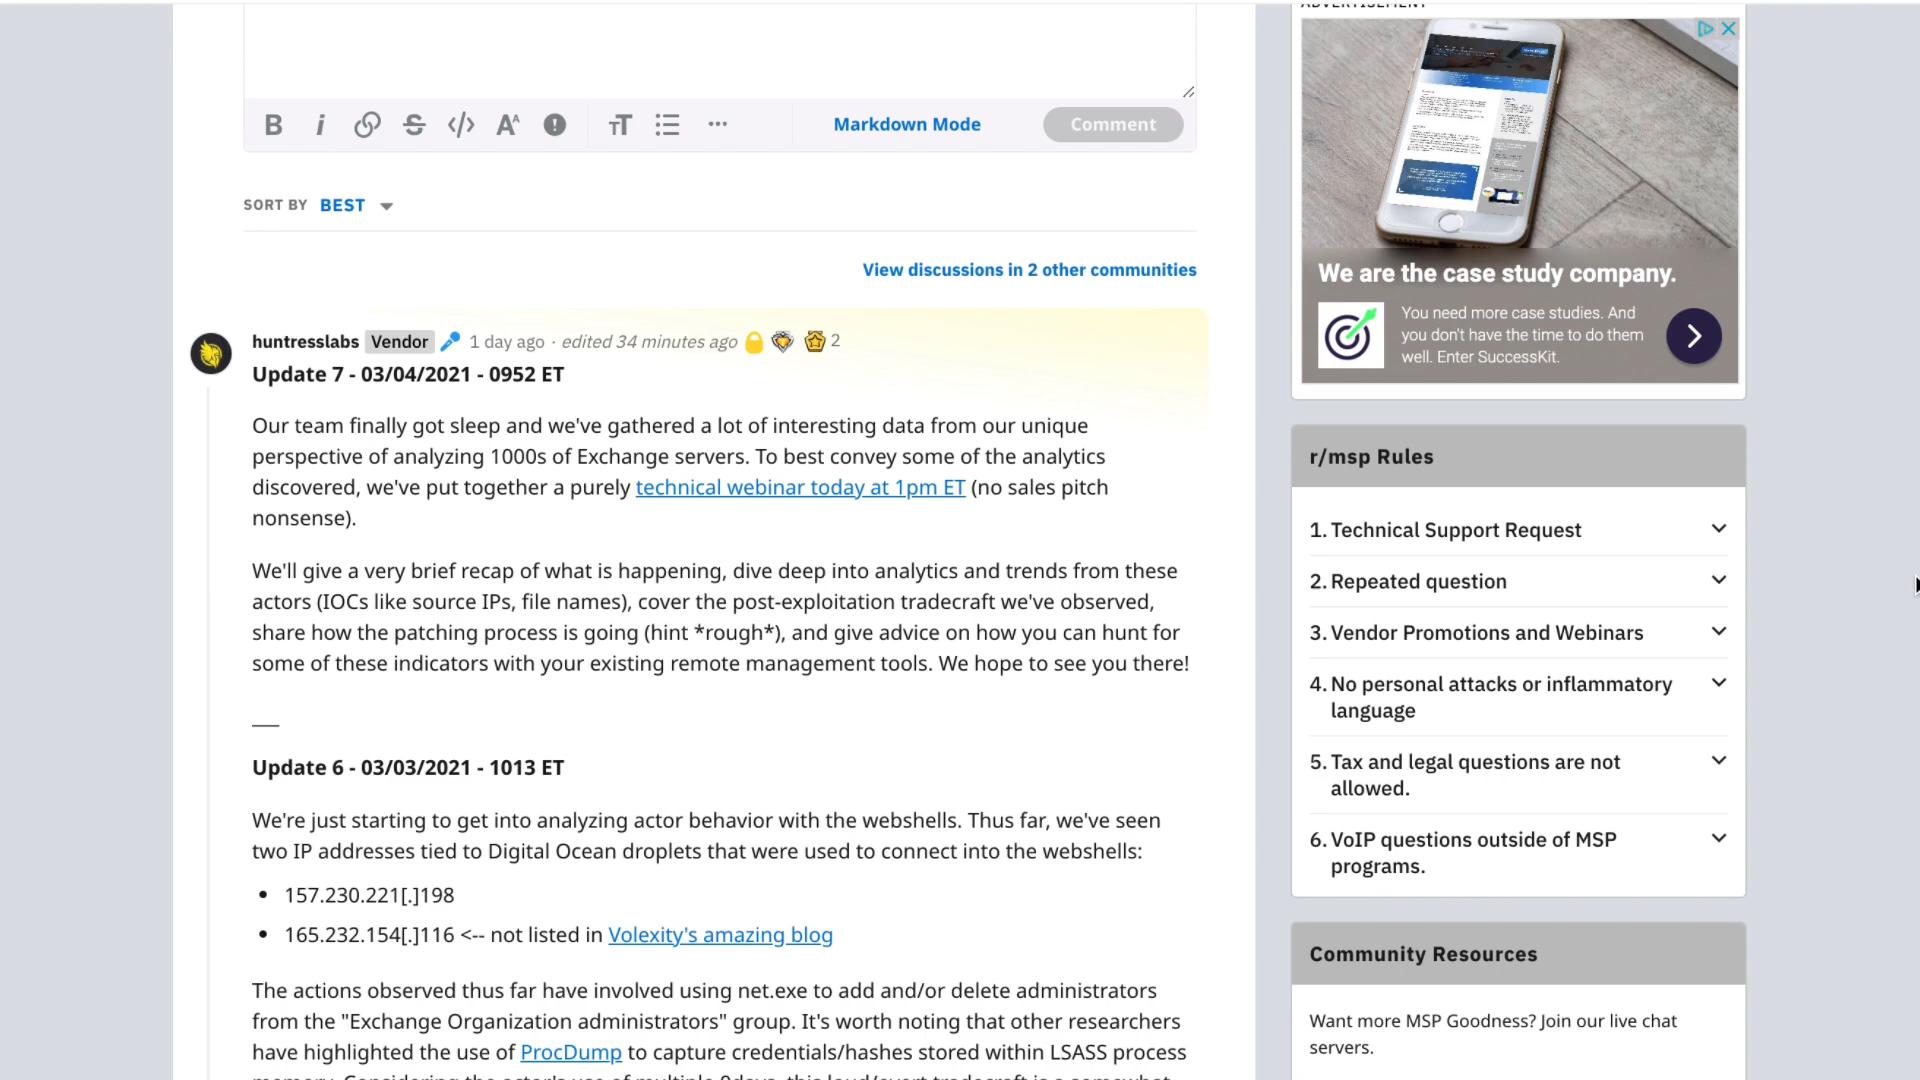 ADVERTISEMENT
Markdown Mode
Comment
SORT BY BEST
View discussions in 2 other communities
huntresslabs Vendor 1 day ago · edited 34 minutes ago 2
Update 7 - 03/04/2021 - 0952 ET
Our team finally got sleep and we've gathered a lot of interesting data from our unique
perspective of analyzing 1000s of Exchange servers. To best convey some of the analytics
discovered, we've put together a purely technical webinar today at 1pm ET (no sales pitch
nonsense).
We'll give a very brief recap of what is happening, dive deep into analytics and trends from these
actors (IOCs like source IPs, file names), cover the post-exploitation tradecraft we've observed,
share how the patching process is going (hint *rough*), and give advice on how you can hunt for
some of these indicators with your existing remote management tools. We hope to see you there!
Update 6 - 03/03/2021 - 1013 ET
We're just starting to get into analyzing actor behavior with the webshells. Thus far, we've seen
two IP addresses tied to Digital Ocean droplets that were used to connect into the webshells:
• 157.230.221[.]198
• 165.232.154[.]116 <-- not listed in Volexity's amazing blog
The actions observed thus far have involved using net.exe to add and/or delete administrators
from the "Exchange Organization administrators" group. It's worth noting that other researchers
have highlighted the use of ProcDump to capture credentials/hashes stored within LSASS process
memory. Considering the actor's use of multiple 0days, this loud/overt tradecraft is a somewhat
We are the case study company.
You need more case studies. And
you don't have the time to do them
well. Enter SuccessKit.
r/msp Rules
1. Technical Support Request
2. Repeated question
3. Vendor Promotions and Webinars
4. No personal attacks or inflammatory
language
5. Tax and legal questions are not
allowed.
6. VoIP questions outside of MSP
programs.
Community Resources
Want more MSP Goodness? Join our live chat
servers.